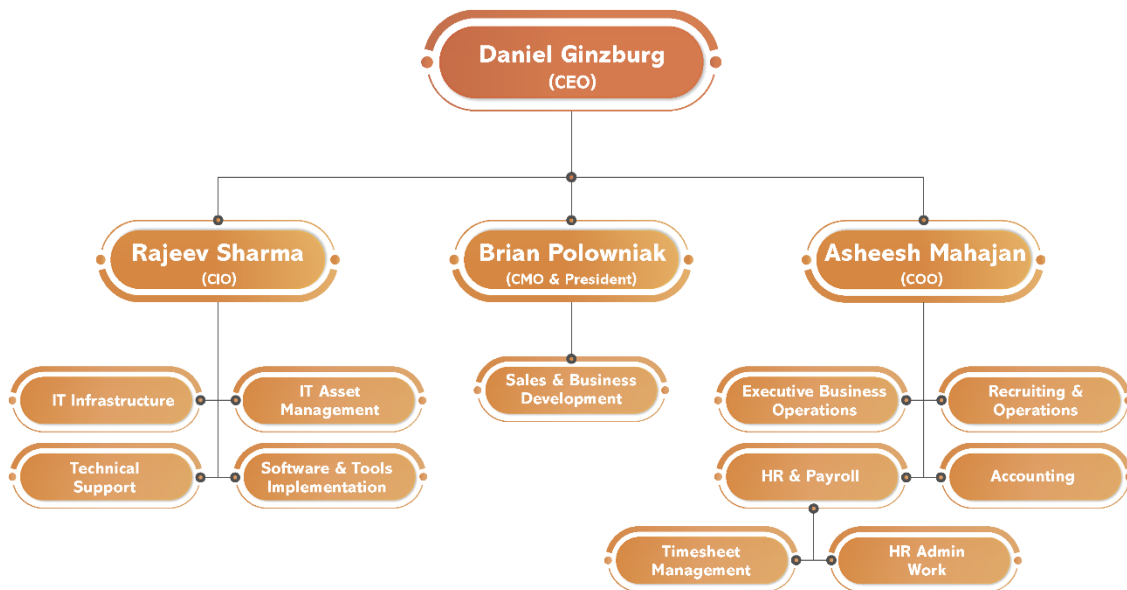 Daniel Ginzburg
(CEO)
Rajeev Sharma
(CIO)
Brian Polowniak
(CMO & President)
Asheesh Mahajan
(COO)
IT Infrastructure
IT Asset
Management
Technical
Support
Software & Tools
Implementation
Sales & Business
Development
Executive Business
Operations
Recruiting &
Operations
HR & Payroll
Accounting
Timesheet
Management
HR Admin
Work